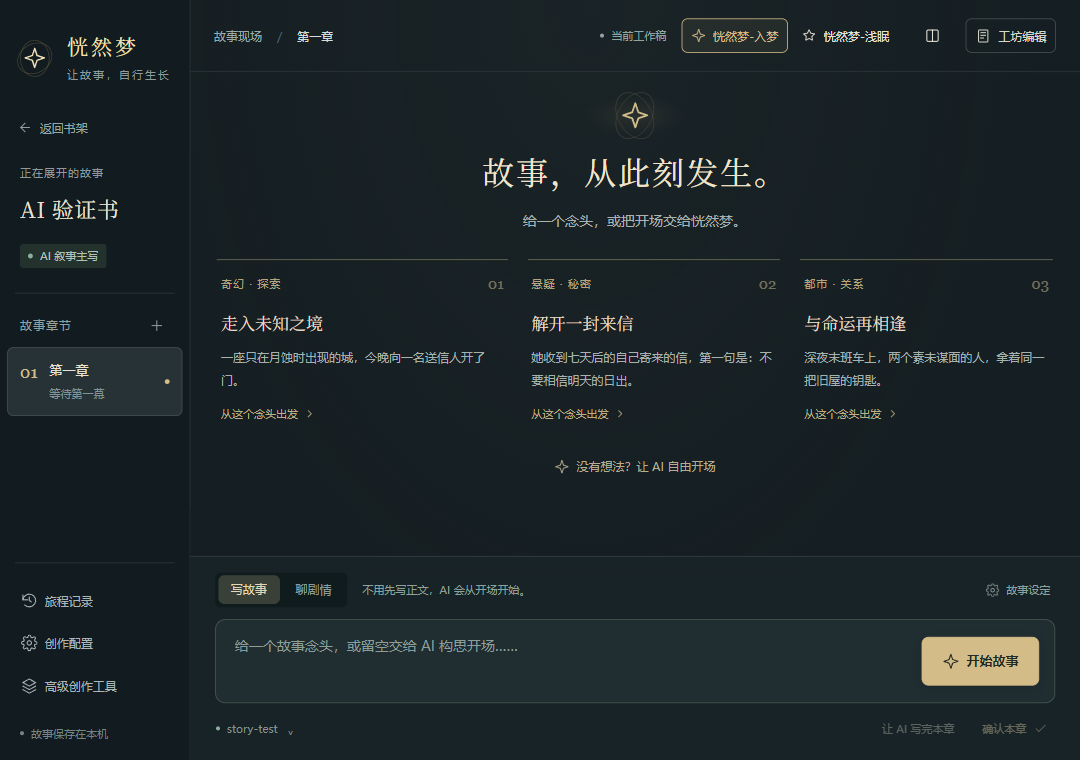 恍然梦
让故事，自行生长
返回书架
正在展开的故事
AI 验证书
AI 叙事主写
故事章节
01 第一章
等待第一幕
旅程记录
创作配置
高级创作工具
故事保存在本机
故事现场 / 第一章
当前工作稿
恍然梦-入梦
恍然梦-浅眠
工坊编辑
故事，从此刻发生。
给一个念头，或把开场交给恍然梦。
奇幻 · 探索 01
走入未知之境
一座只在月蚀时出现的城，今晚向一名送信人开了
门。
从这个念头出发
悬疑 · 秘密 02
解开一封来信
她收到七天后的自己寄来的信，第一句是：不
要相信明天的日出。
从这个念头出发
都市 · 关系 03
与命运再相逢
深夜末班车上，两个素未谋面的人，拿着同一
把旧屋的钥匙。
从这个念头出发
没有想法？让 AI 自由开场
写故事 聊剧情 不用先写正文，AI 会从开场开始。
故事设定
给一个故事念头，或留空交给 AI 构思开场……
开始故事
story-test
让 AI 写完本章
确认本章